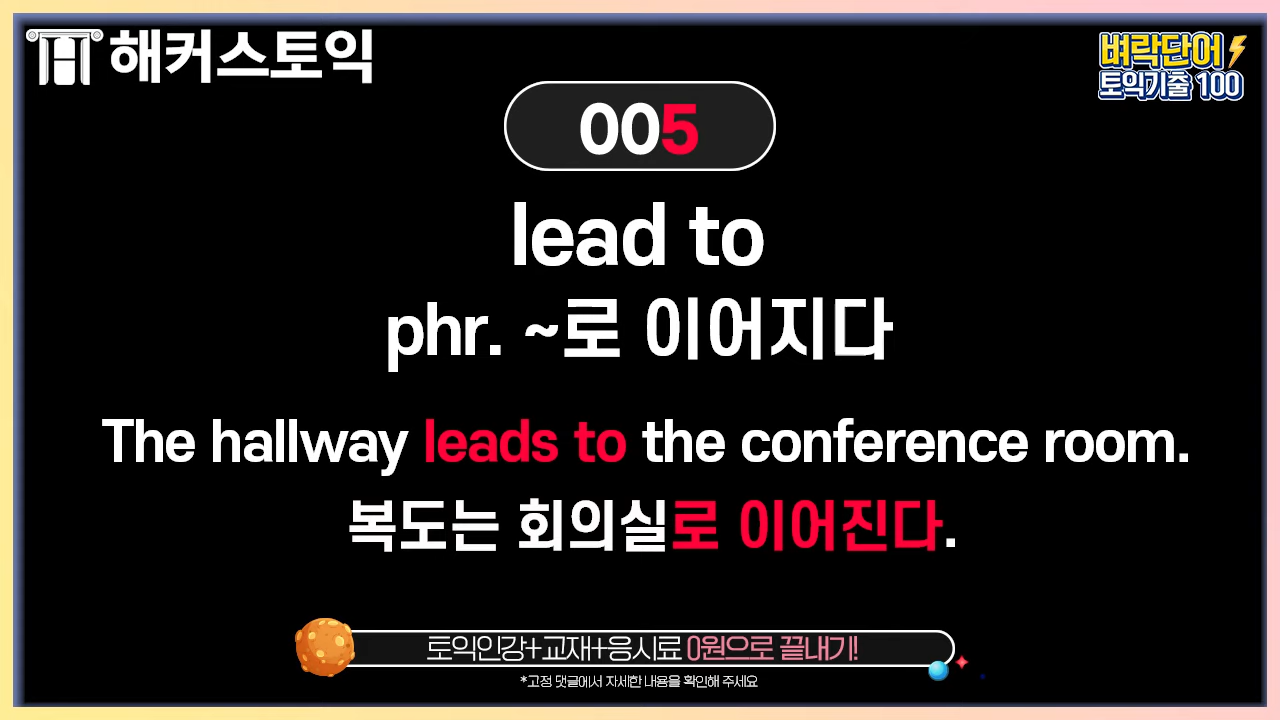 해커스토익
벼락단어
토익기출 100
005
lead to
phr. ~로 이어지다
The hallway leads to the conference room.
복도는 회의실로 이어진다.
토익인강+교재+응시료 0원으로 끝내기!
*고정 댓글에서 자세한 내용을 확인해 주세요